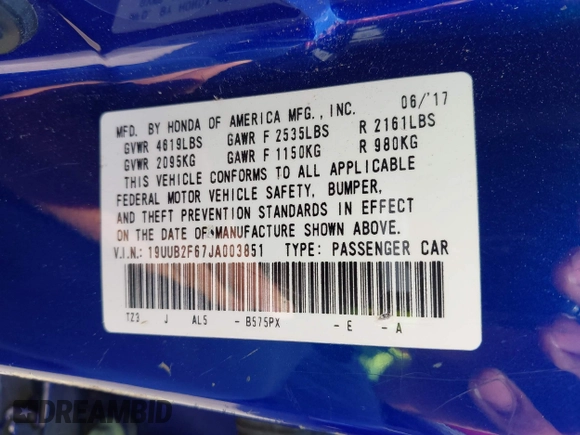 MFD. BY HONDA OF AMERICA MFG., INC. 06/'17
GVWR 4619LBS GAWR F 2535LBS R 2161LBS
GVWR 2095KG GAWR F 1150KG R 980KG
THIS VEHICLE CONFORMS TO ALL APPLICABLE
FEDERAL MOTOR VEHICLE SAFETY, BUMPER,
AND THEFT PREVENTION STANDARDS IN EFFECT
ON THE DATE OF MANUFACTURE SHOWN ABOVE.
V.I.N.: 19UUB2F67JA003851 TYPE: PASSENGER CAR
TZ3 J AL5 - B575PX - E - A
DREAMBID